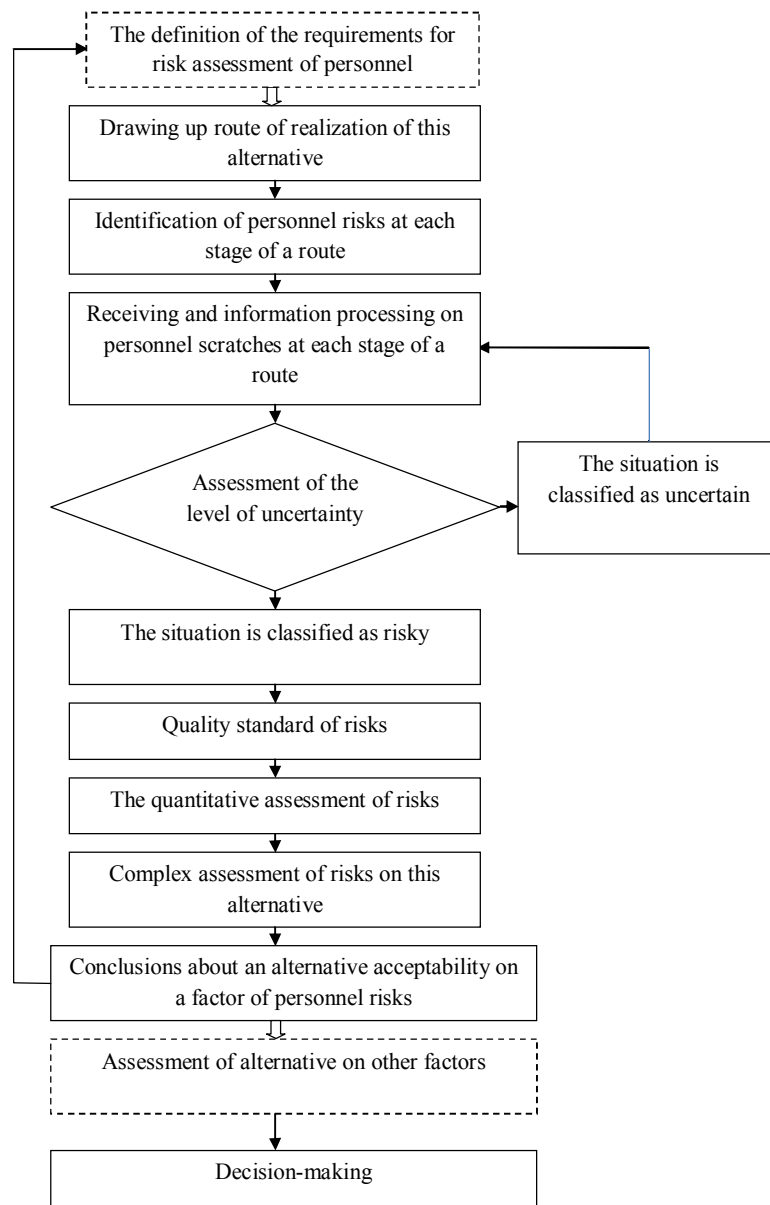 The definition of the requirements for
risk assessment of personnel
Drawing up route of realization of this
alternative
Identification of personnel risks at each
stage of a route
Receiving and information processing on
personnel scratches at each stage of a
route
Assessment of the
level of uncertainty
The situation is
classified as uncertain
The situation is classified as risky
Quality standard of risks
The quantitative assessment of risks
Complex assessment of risks on this
alternative
Conclusions about an alternative acceptability on
a factor of personnel risks
Assessment of alternative on other factors
Decision-making